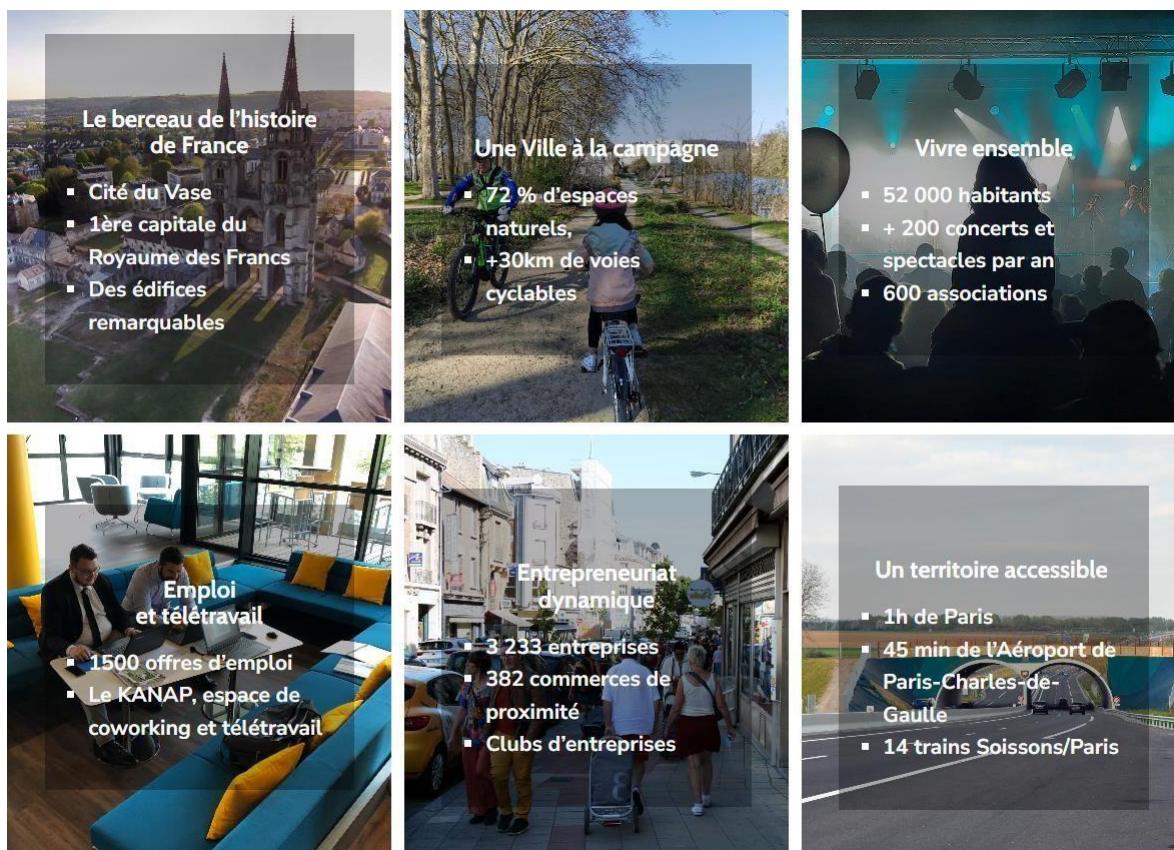 Le berceau de l’histoire
de France
▪ Cité du Vase
▪ 1ère capitale du
Royaume des Francs
▪ Des édifices
remarquables
Une Ville à la campagne
▪ 72 % d’espaces
naturels,
▪ +30km de voies
cyclables
Vivre ensemble
▪ 52 000 habitants
▪ + 200 concerts et
spectacles par an
▪ 600 associations
Emploi
et télétravail
▪ 1500 offres d’emploi
▪ Le KANAP, espace de
coworking et télétravail
Entrepreneuriat
dynamique
▪ 3 233 entreprises
▪ 382 commerces de
proximité
▪ Clubs d’entreprises
Un territoire accessible
▪ 1h de Paris
▪ 45 min de l’Aéroport de
Paris-Charles-de-
Gaulle
▪ 14 trains Soissons/Paris